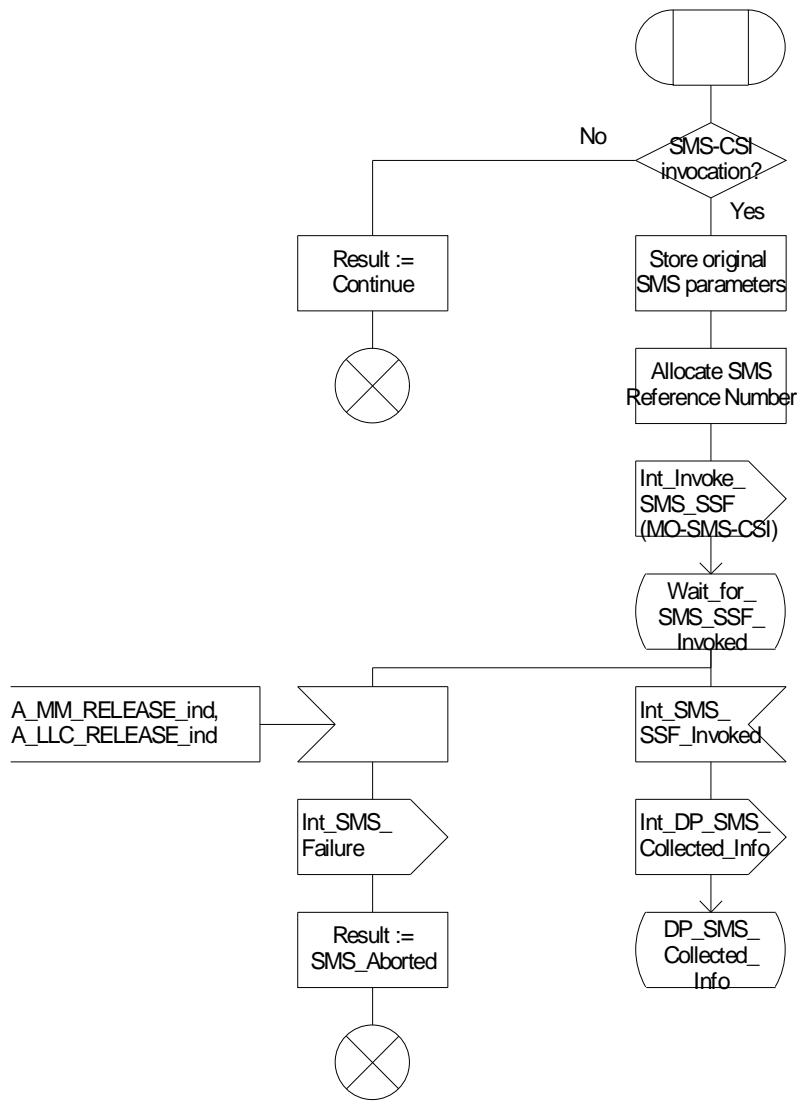 No
SMS-CSI
invocation?
Yes
Result :=
Continue
Store original
SMS parameters
Allocate SMS
Reference Number
Int_Invoke_
SMS_SSF
(MO-SMS-CSI)
Wait_for_
SMS_SSF_
Invoked
A_MM_RELEASE_ind,
A_LLC_RELEASE_ind
Int_SMS_
SSF_Invoked
Int_SMS_
Failure
Int_DP_SMS_
Collected_Info
Result :=
SMS_Aborted
DP_SMS_
Collected_
Info